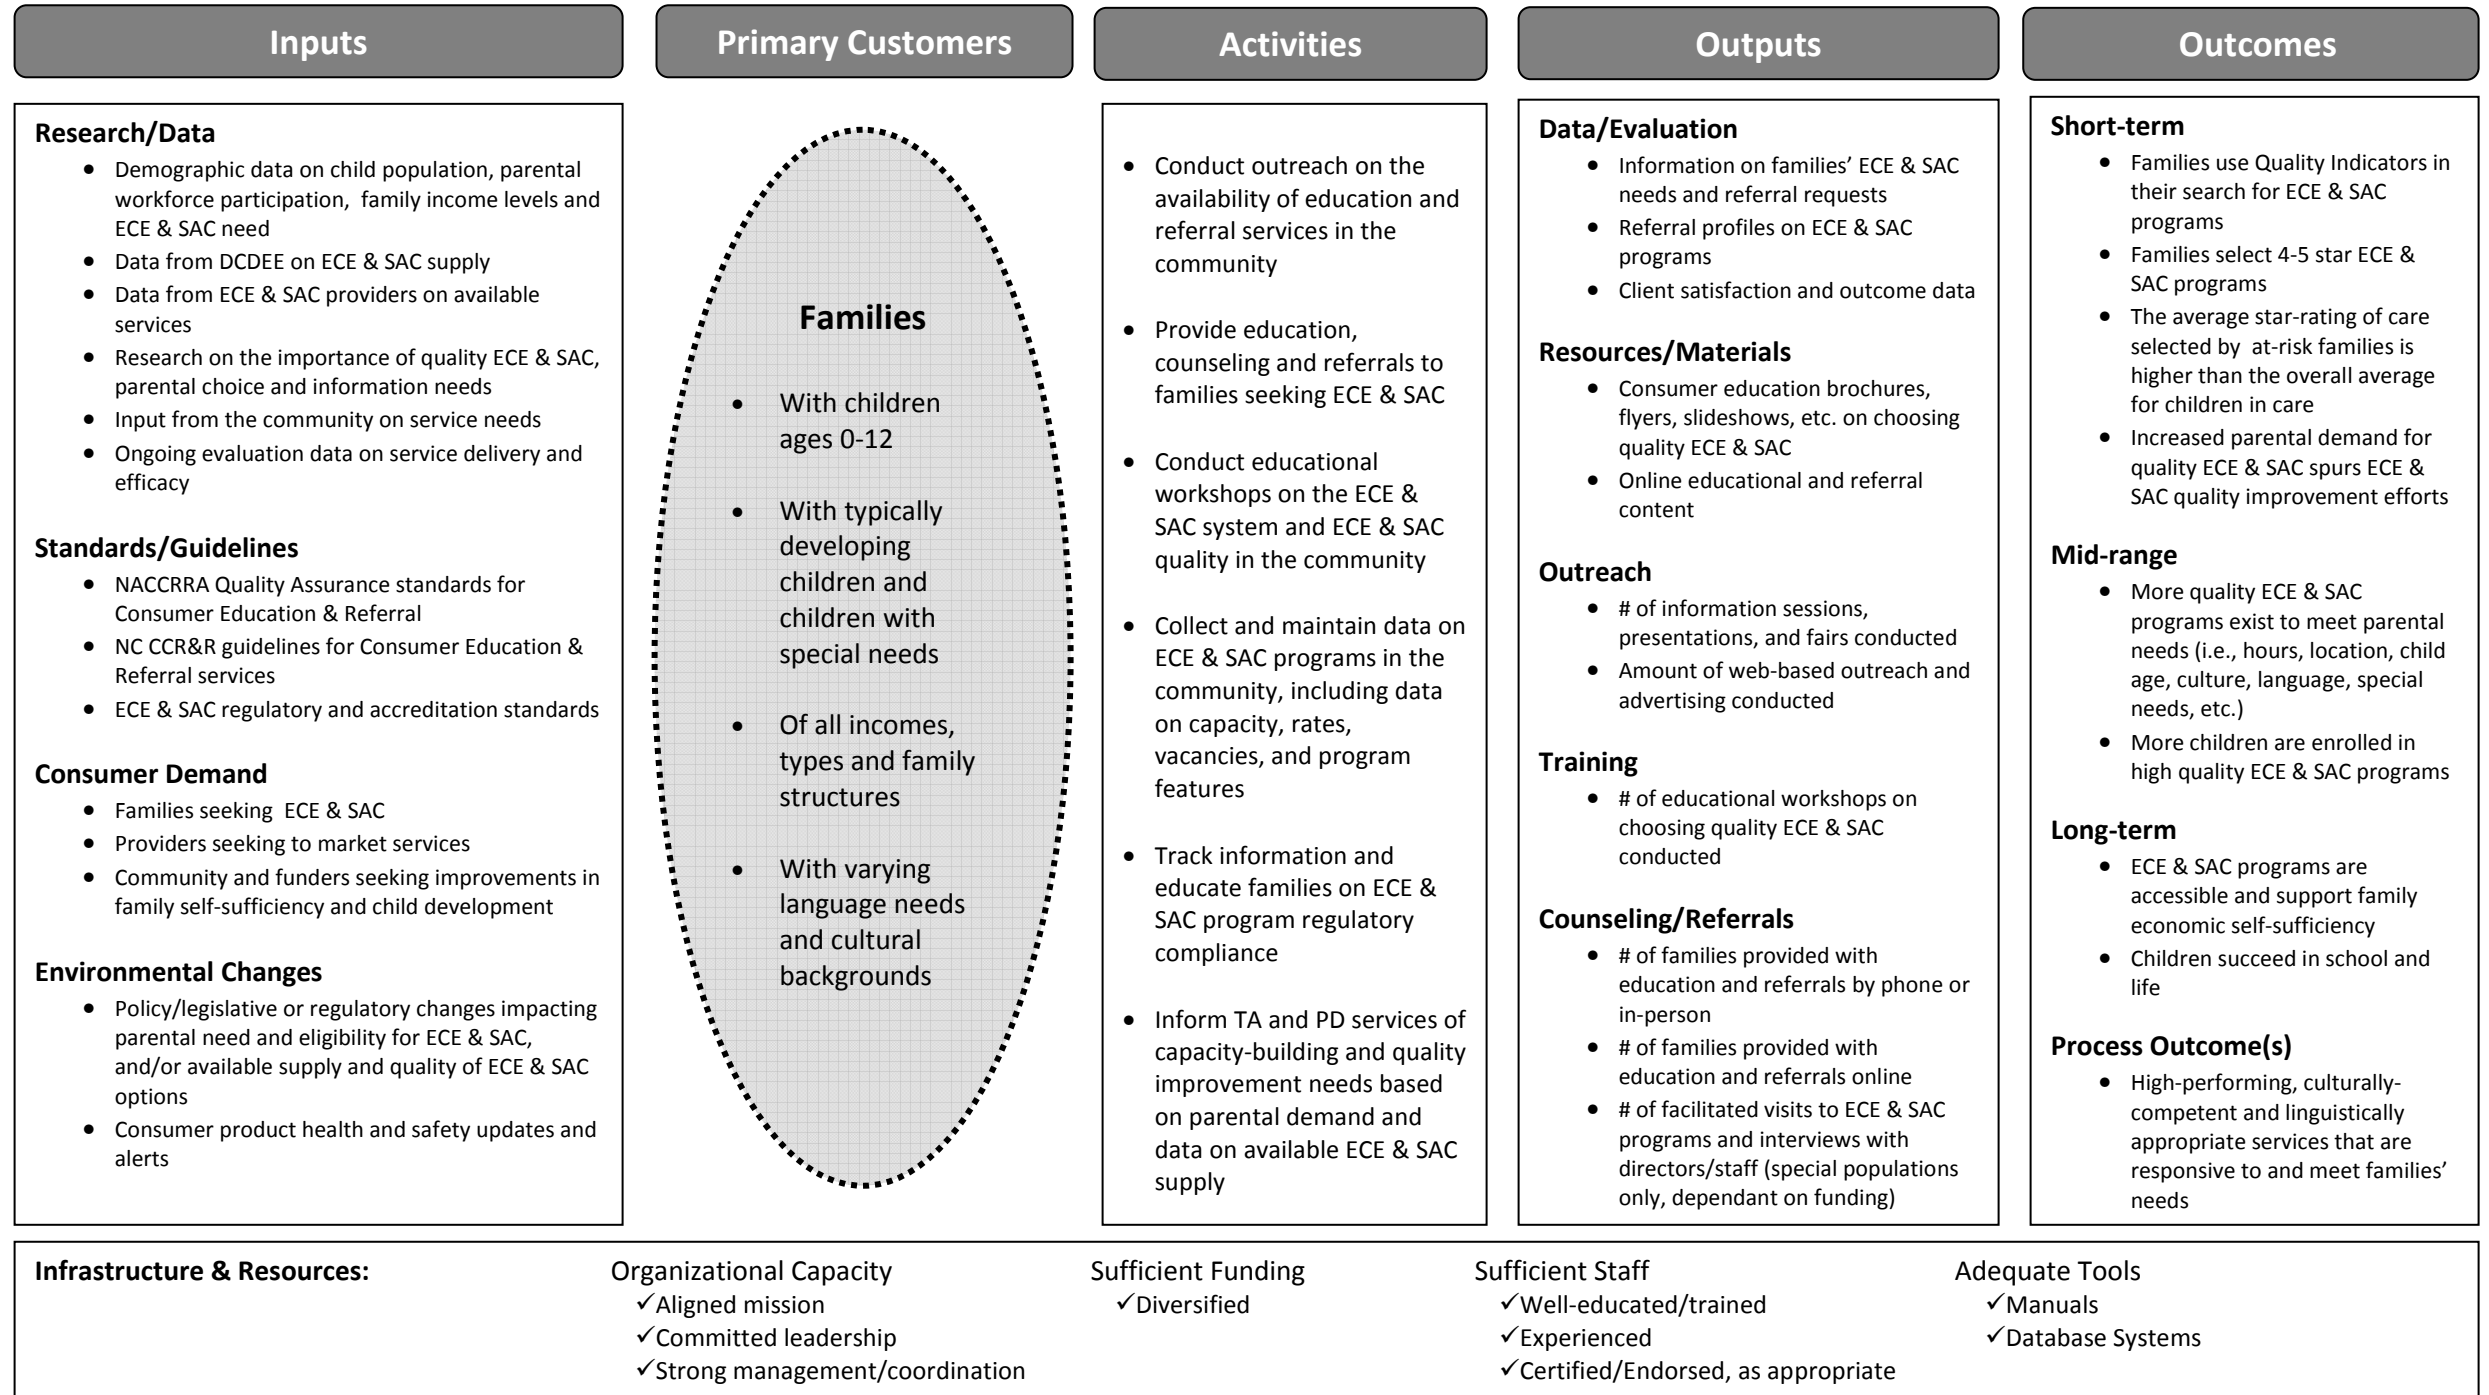 Inputs
Primary Customers
Activities
Outputs
Outcomes
Research/Data
• Demographic data on child population, parental
workforce participation,  family income levels and
ECE & SAC need
• Data from DCDEE on ECE & SAC supply
• Data from ECE & SAC providers on available
services
• Research on the importance of quality ECE & SAC,
parental choice and information needs
• Input from the community on service needs
• Ongoing evaluation data on service delivery and
efficacy
Standards/Guidelines
• NACCRRA Quality Assurance standards for
Consumer Education & Referral
• NC CCR&R guidelines for Consumer Education &
Referral services
• ECE & SAC regulatory and accreditation standards
Consumer Demand
• Families seeking  ECE & SAC
• Providers seeking to market services
• Community and funders seeking improvements in
family self-sufficiency and child development
Environmental Changes
• Policy/legislative or regulatory changes impacting
parental need and eligibility for ECE & SAC,
and/or available supply and quality of ECE & SAC
options
• Consumer product health and safety updates and
alerts
Families
• With children
ages 0-12
• With typically
developing
children and
children with
special needs
• Of all incomes,
types and family
structures
• With varying
language needs
and cultural
backgrounds
• Conduct outreach on the
availability of education and
referral services in the
community
• Provide education,
counseling and referrals to
families seeking ECE & SAC
• Conduct educational
workshops on the ECE &
SAC system and ECE & SAC
quality in the community
• Collect and maintain data on
ECE & SAC programs in the
community, including data
on capacity, rates,
vacancies, and program
features
• Track information and
educate families on ECE &
SAC program regulatory
compliance
• Inform TA and PD services of
capacity-building and quality
improvement needs based
on parental demand and
data on available ECE & SAC
supply
Data/Evaluation
• Information on families’ ECE & SAC
needs and referral requests
• Referral profiles on ECE & SAC
programs
• Client satisfaction and outcome data
Resources/Materials
• Consumer education brochures,
flyers, slideshows, etc. on choosing
quality ECE & SAC
• Online educational and referral
content
Outreach
• # of information sessions,
presentations, and fairs conducted
• Amount of web-based outreach and
advertising conducted
Training
• # of educational workshops on
choosing quality ECE & SAC
conducted
Counseling/Referrals
• # of families provided with
education and referrals by phone or
in-person
• # of families provided with
education and referrals online
• # of facilitated visits to ECE & SAC
programs and interviews with
directors/staff (special populations
only, dependant on funding)
Short-term
• Families use Quality Indicators in
their search for ECE & SAC
programs
• Families select 4-5 star ECE &
SAC programs
• The average star-rating of care
selected by  at-risk families is
higher than the overall average
for children in care
• Increased parental demand for
quality ECE & SAC spurs ECE &
SAC quality improvement efforts
Mid-range
• More quality ECE & SAC
programs exist to meet parental
needs (i.e., hours, location, child
age, culture, language, special
needs, etc.)
• More children are enrolled in
high quality ECE & SAC programs
Long-term
• ECE & SAC programs are
accessible and support family
economic self-sufficiency
• Children succeed in school and
life
Process Outcome(s)
• High-performing, culturally-
competent and linguistically
appropriate services that are
responsive to and meet families’
needs
Infrastructure & Resources:
Organizational Capacity
✓Aligned mission
✓Committed leadership
✓Strong management/coordination
Sufficient Funding
✓Diversified
Sufficient Staff
✓Well-educated/trained
✓Experienced
✓Certified/Endorsed, as appropriate
Adequate Tools
✓Manuals
✓Database Systems